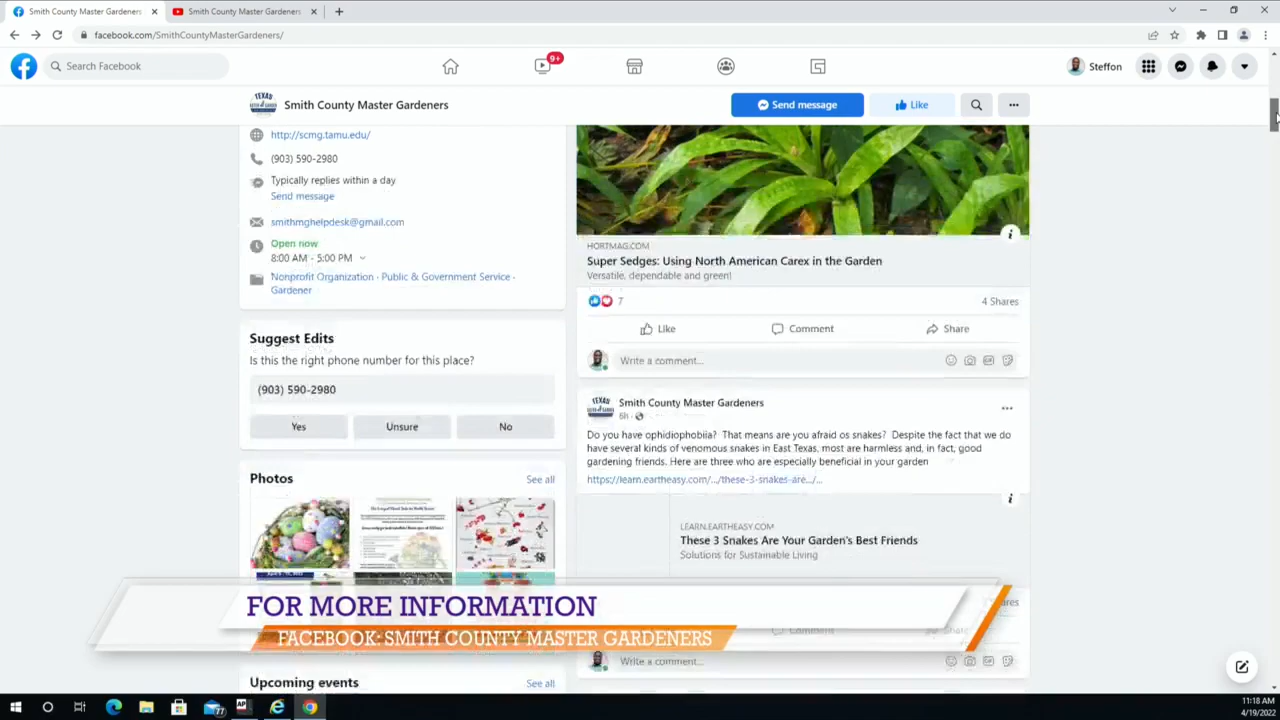 Smith County Master Gardeners
Smith County Master Gardeners
facebook.com/SmithCountyMasterGardeners/
Search Facebook
9+
Steffon
TEXAS
Smith County Master Gardeners
Send message
Like
http://scmg.tamu.edu/
(903) 590-2980
Typically replies within a day
Send message
smithmghelpdesk@gmail.com
Open now
8:00 AM - 5:00 PM
Nonprofit Organization · Public & Government Service ·
Gardener
Suggest Edits
Is this the right phone number for this place?
(903) 590-2980
Yes
Unsure
No
Photos
See all
Upcoming events
See all
HORTMAG.COM
Super Sedges: Using North American Carex in the Garden
Versatile, dependable and green!
7
4 Shares
Like
Comment
Share
Write a comment...
TEXAS
Smith County Master Gardeners
6h ·
Do you have ophidiophobiia? That means are you afraid os snakes? Despite the fact that we do
have several kinds of venomous snakes in East Texas, most are harmless and, in fact, good
gardening friends. Here are three who are especially beneficial in your garden
https://learn.eartheasy.com/.../these-3-snakes-are.../...
LEARN.EARTHEASY.COM
These 3 Snakes Are Your Garden's Best Friends
Solutions for Sustainable Living
Comment
Write a comment...
FOR MORE INFORMATION
FACEBOOK: SMITH COUNTY MASTER GARDENERS
11:18 AM
4/19/2022